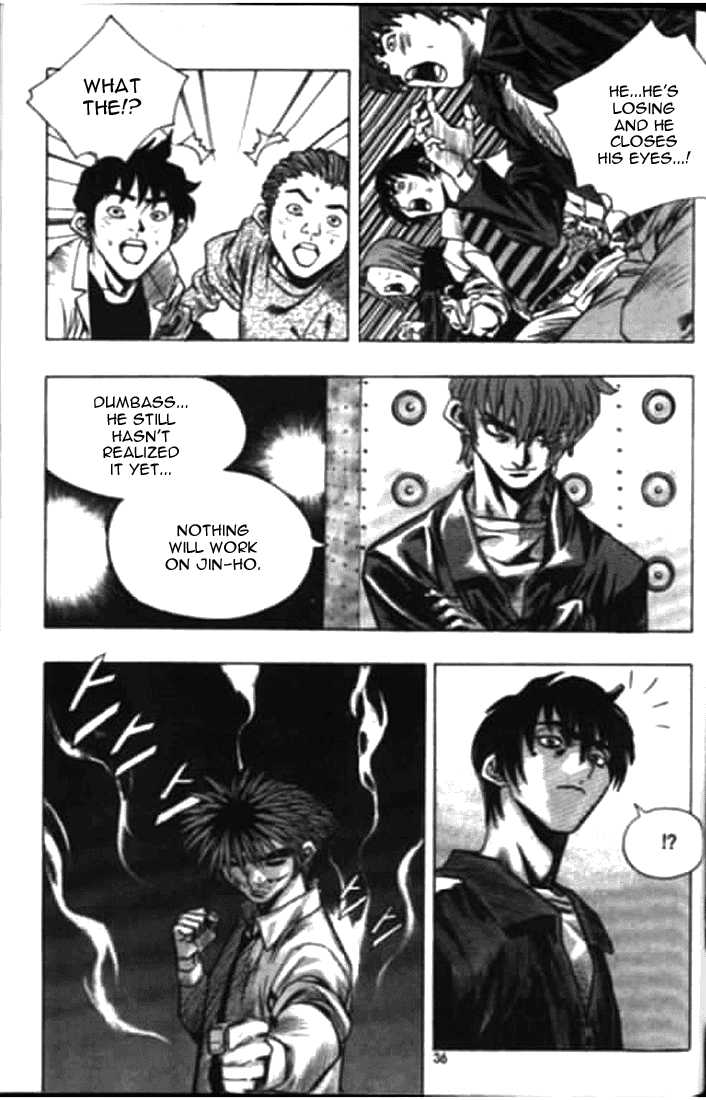 WHAT
THE!?
HE...HE'S
LOSING
AND HE
CLOSES
HIS EYES...!
DUMBASS...
HE STILL
HASN'T
REALIZED
IT YET...
NOTHING
WILL WORK
ON JIN-HO.
!?
36